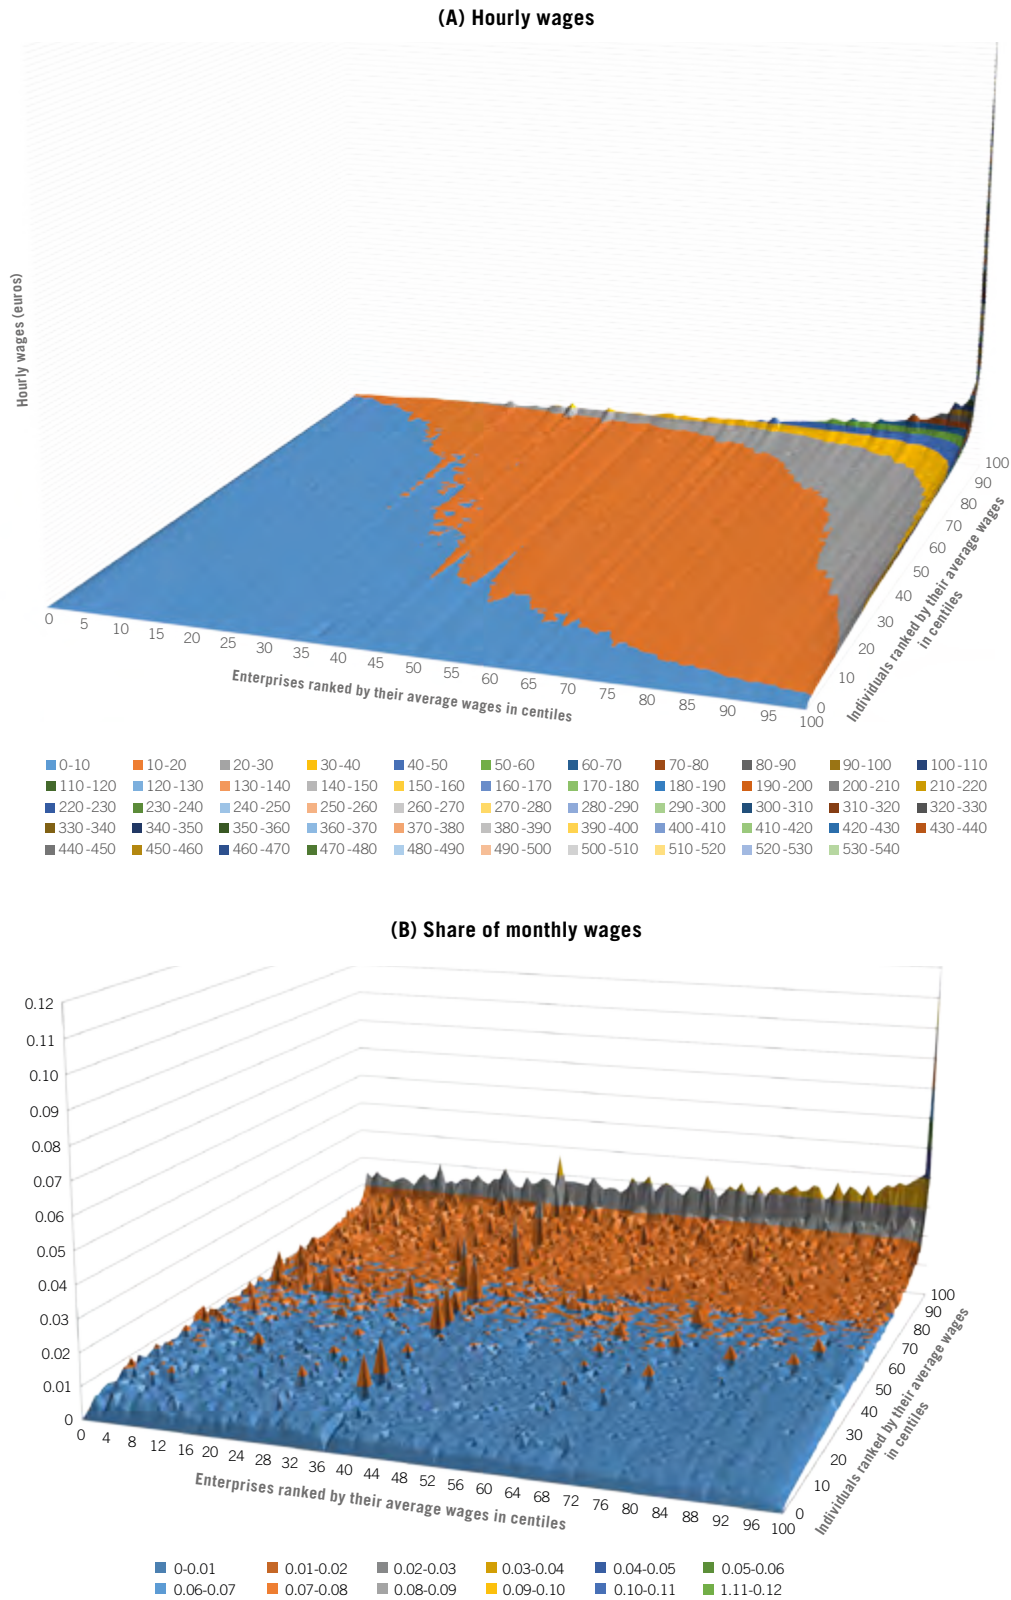 (A) Hourly wages
Hourly wages (euros)
0 5 10 15 20 25 30 35 40 45 50 55 60 65 70 75 80 85 90 95 100
Enterprises ranked by their average wages in centiles
0 10 20 30 40 50 60 70 80 90 100
Individuals ranked by their average wages
in centiles
0-10 10-20 20-30 30-40 40-50 50-60 60-70 70-80 80-90 90-100 100-110
110-120 120-130 130-140 140-150 150-160 160-170 170-180 180-190 190-200 200-210 210-220
220-230 230-240 240-250 250-260 260-270 270-280 280-290 290-300 300-310 310-320 320-330
330-340 340-350 350-360 360-370 370-380 380-390 390-400 400-410 410-420 420-430 430-440
440-450 450-460 460-470 470-480 480-490 490-500 500-510 510-520 520-530 530-540
(B) Share of monthly wages
0.12
0.11
0.10
0.09
0.08
0.07
0.06
0.05
0.04
0.03
0.02
0.01
0
0 4 8 12 16 20 24 28 32 36 40 44 48 52 56 60 64 68 72 76 80 84 88 92 96 100
Enterprises ranked by their average wages in centiles
0 10 20 30 40 50 60 70 80 90 100
Individuals ranked by their average wages
in centiles
0-0.01 0.01-0.02 0.02-0.03 0.03-0.04 0.04-0.05 0.05-0.06
0.06-0.07 0.07-0.08 0.08-0.09 0.09-0.10 0.10-0.11 1.11-0.12